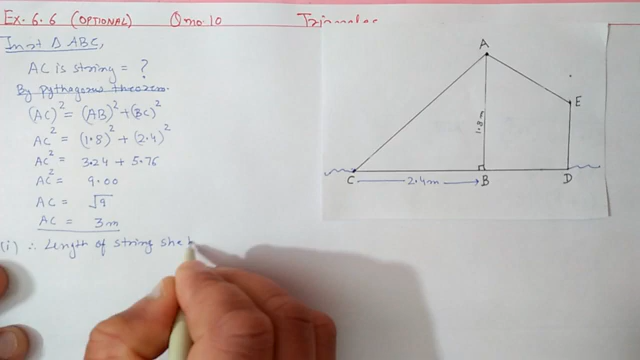 Ex. 6.6 (OPTIONAL) Q no. 10 Triangles
In rt Δ ABC,
AC is string = ?
By pythagorus theorem.
(AC)² = (AB)² + (BC)²
AC² = (1.8)² + (2.4)²
AC² = 3.24 + 5.76
AC² = 9.00
AC = √9
AC = 3m
(i) ∴ Length of string she h
A
E
1.8m
C
2.4m
B
D